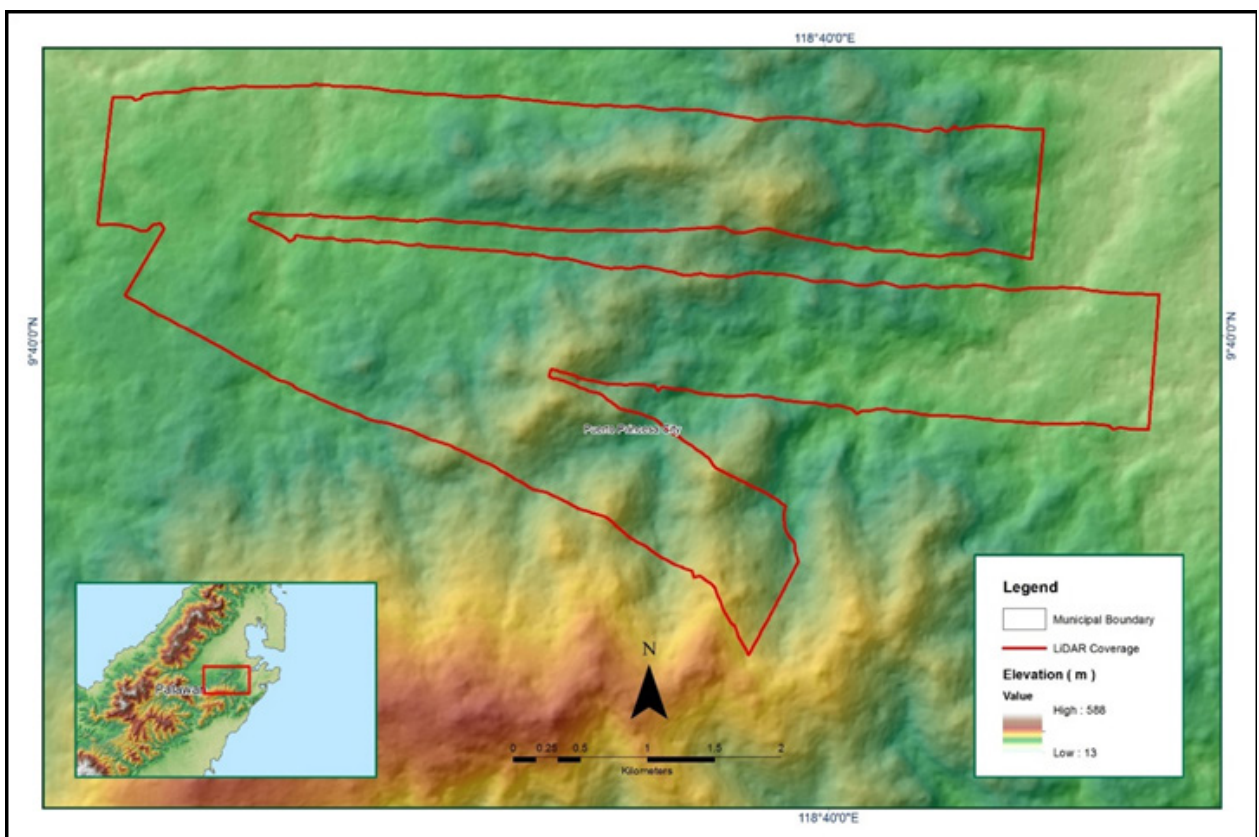 118°40'0"E
9°40'0"N
9°40'0"N
Puerto Princesa City
Palawan
N
0 0.25 0.5 1 1.5 2
Kilometers
Legend
Municipal Boundary
LiDAR Coverage
Elevation ( m )
Value
High : 588
Low : 13
118°40'0"E